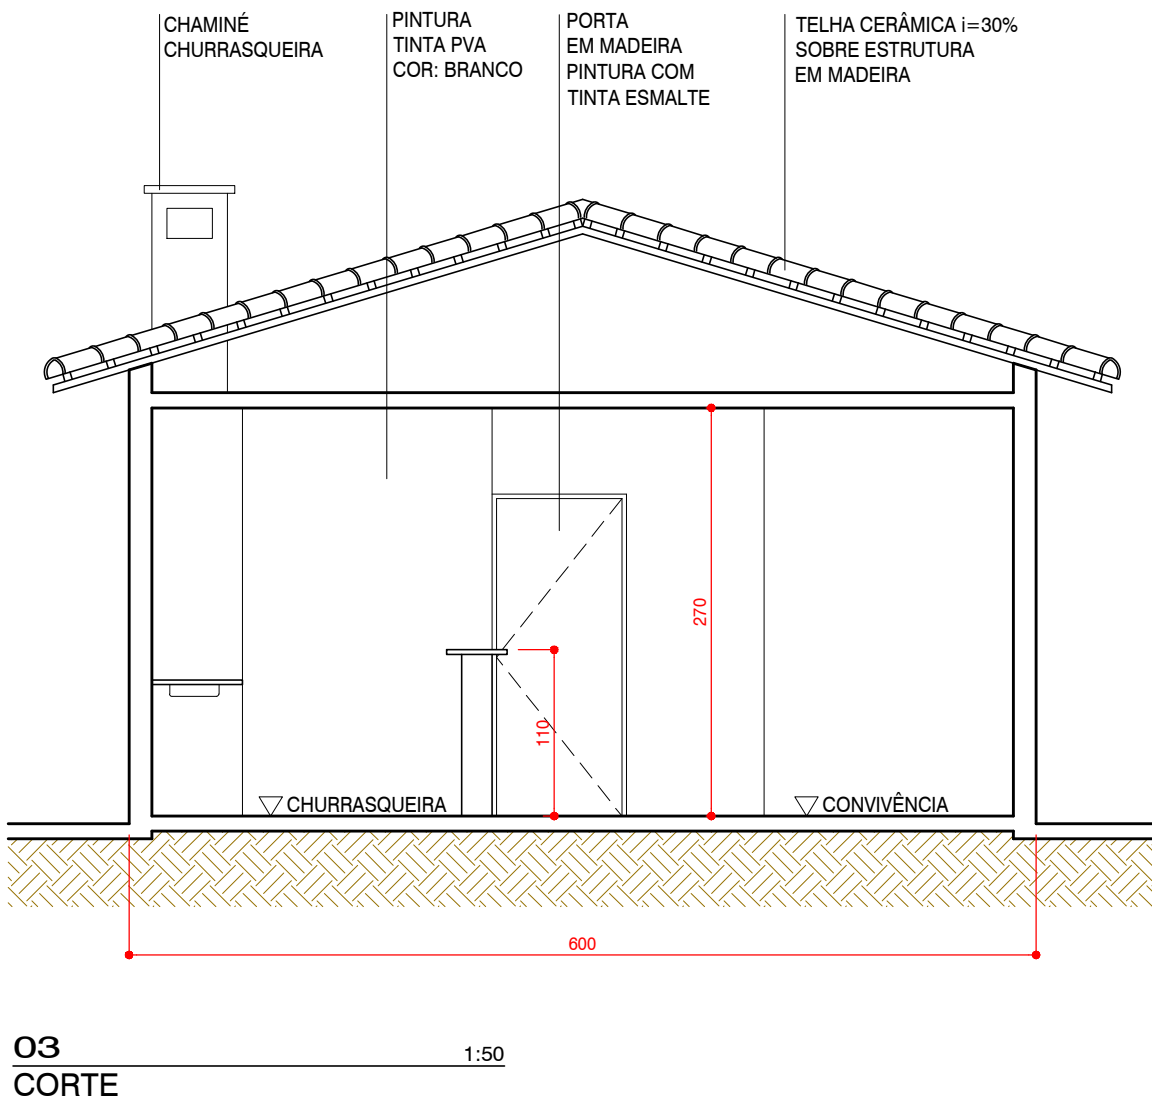 CHAMINÉ
CHURRASQUEIRA
PINTURA
TINTA PVA
COR: BRANCO
PORTA
EM MADEIRA
PINTURA COM
TINTA ESMALTE
TELHA CERÂMICA i=30%
SOBRE ESTRUTURA
EM MADEIRA
270
110
CHURRASQUEIRA
CONVIVÊNCIA
600
03
1:50
CORTE